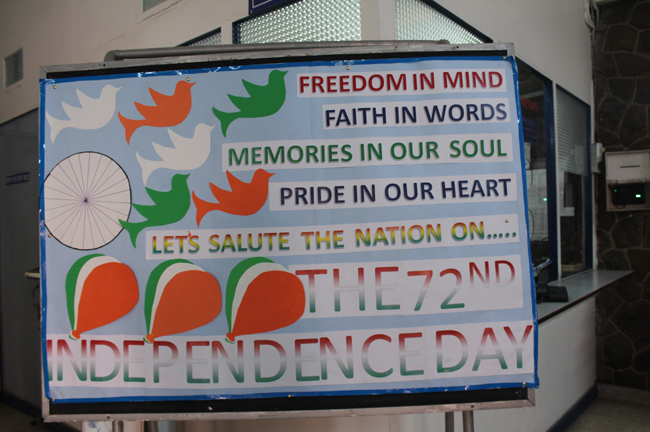 FREEDOM IN MIND
FAITH IN WORDS
MEMORIES IN OUR SOUL
PRIDE IN OUR HEART
LET'S SALUTE THE NATION ON.....
THE 72ND
INDEPENDENCE DAY